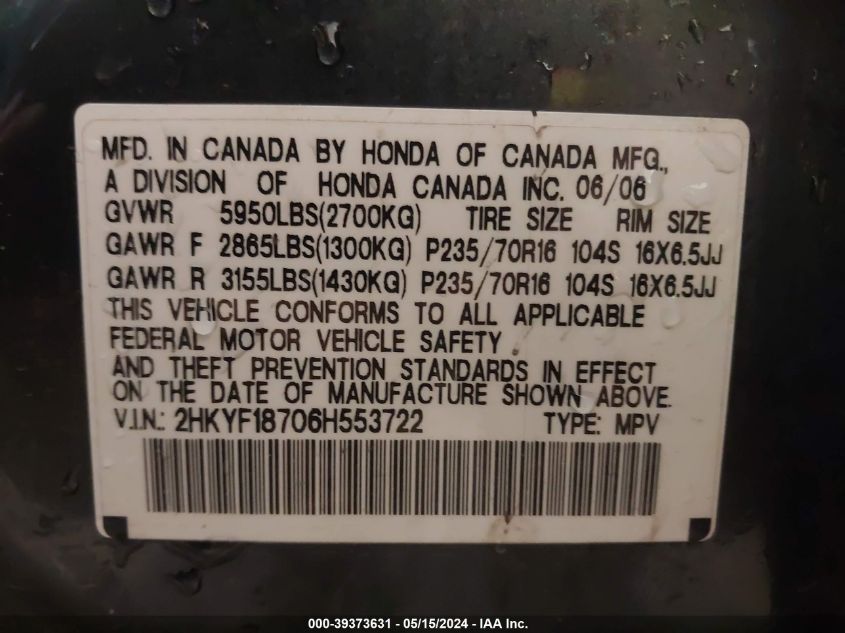 MFD. IN CANADA BY HONDA OF CANADA MFG.,
A DIVISION OF HONDA CANADA INC. 06/06
GVWR 5950LBS(2700KG) TIRE SIZE RIM SIZE
GAWR F 2865LBS(1300KG) P235/70R16 104S 16X6.5JJ
GAWR R 3155LBS(1430KG) P235/70R16 104S 16X6.5JJ
THIS VEHICLE CONFORMS TO ALL APPLICABLE
FEDERAL MOTOR VEHICLE SAFETY
AND THEFT PREVENTION STANDARDS IN EFFECT
ON THE DATE OF MANUFACTURE SHOWN ABOVE.
V.I.N.: 2HKYF18706H553722 TYPE: MPV
000-39373631 - 05/15/2024 - IAA Inc.